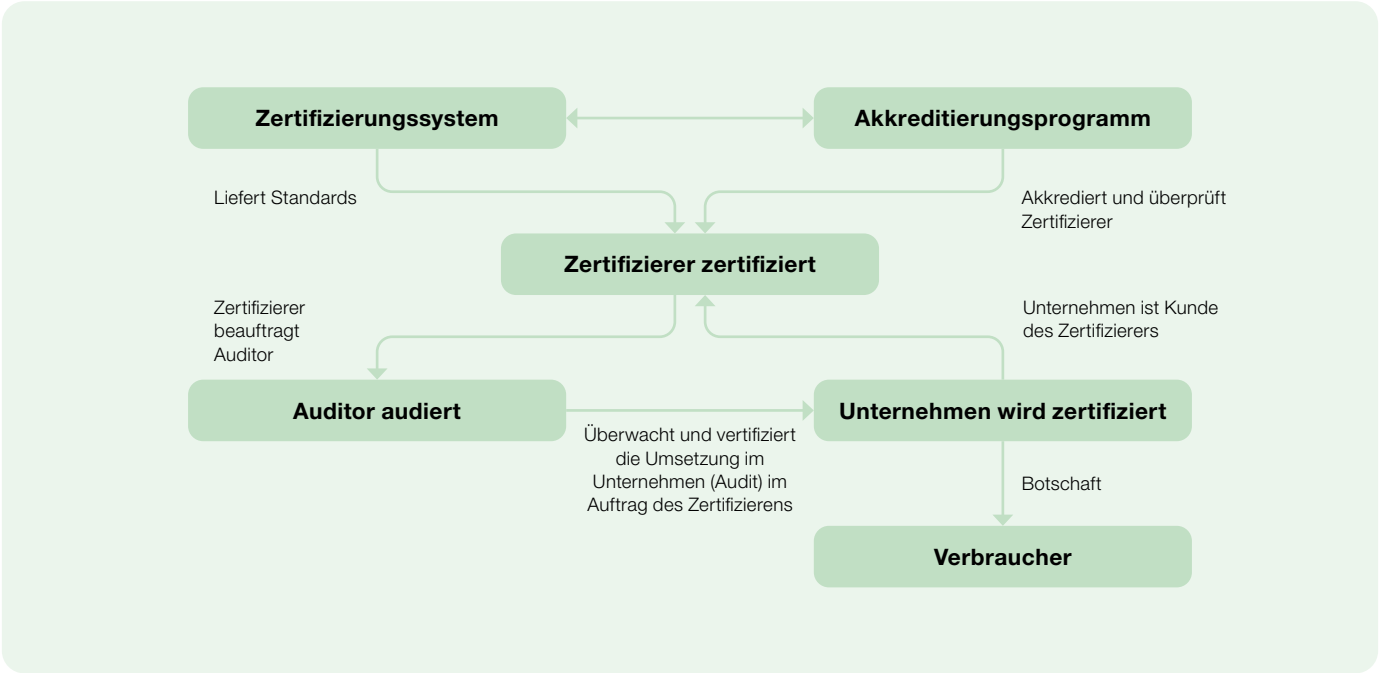 Zertifizierungssystem
Akkreditierungsprogramm
Liefert Standards
Akkrediert und überprüft
Zertifizierer
Zertifizierer zertifiziert
Zertifizierer
beauftragt
Auditor
Unternehmen ist Kunde
des Zertifizierers
Auditor audiert
Unternehmen wird zertifiziert
Überwacht und vertifiziert
die Umsetzung im
Unternehmen (Audit) im
Auftrag des Zertifizierens
Botschaft
Verbraucher